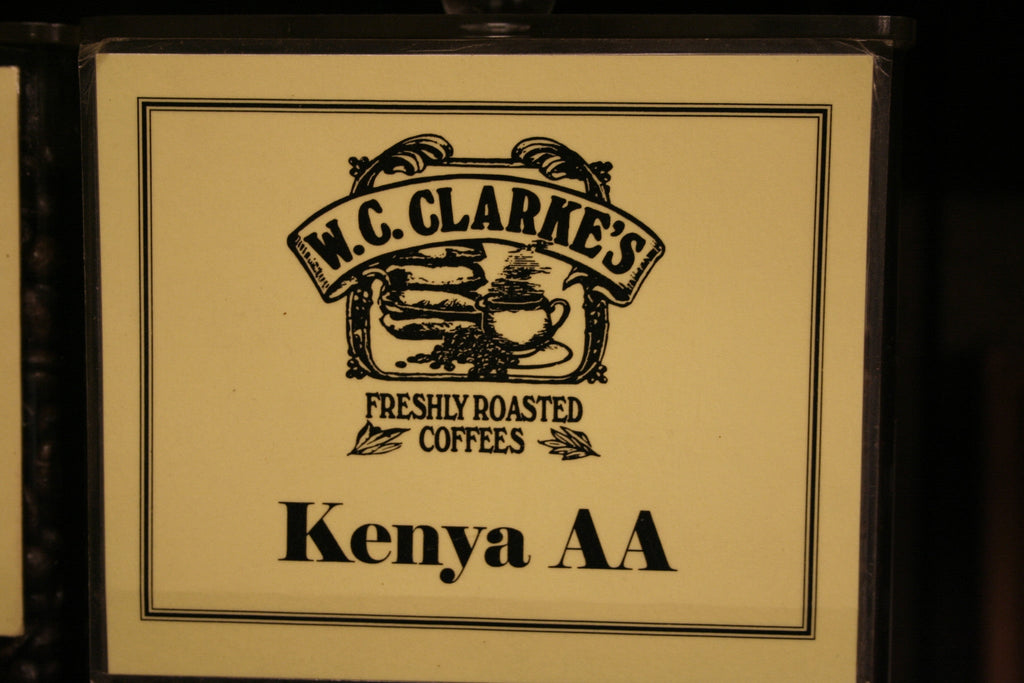 W.C. CLARKE'S
FRESHLY ROASTED
COFFEES
Kenya AA